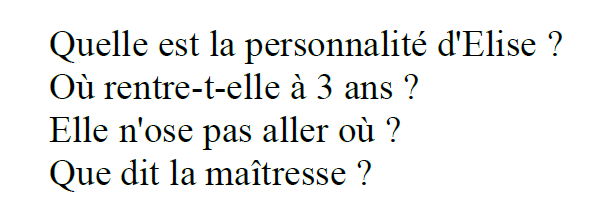 Quelle est la personnalité d'Elise ?
Où rentre-t-elle à 3 ans ?
Elle n'ose pas aller où ?
Que dit la maîtresse ?